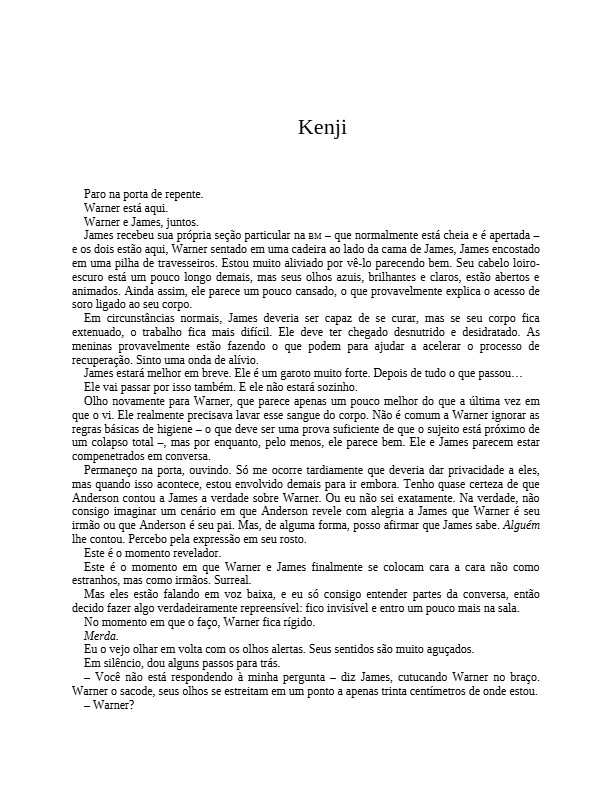 Kenji
Paro na porta de repente.
Warner está aqui.
Warner e James, juntos.
James recebeu sua própria seção particular na BM – que normalmente está cheia e é apertada –
e os dois estão aqui, Warner sentado em uma cadeira ao lado da cama de James, James encostado
em uma pilha de travesseiros. Estou muito aliviado por vê-lo parecendo bem. Seu cabelo loiro-
escuro está um pouco longo demais, mas seus olhos azuis, brilhantes e claros, estão abertos e
animados. Ainda assim, ele parece um pouco cansado, o que provavelmente explica o acesso de
soro ligado ao seu corpo.
Em circunstâncias normais, James deveria ser capaz de se curar, mas se seu corpo fica
extenuado, o trabalho fica mais difícil. Ele deve ter chegado desnutrido e desidratado. As
meninas provavelmente estão fazendo o que podem para ajudar a acelerar o processo de
recuperação. Sinto uma onda de alívio.
James estará melhor em breve. Ele é um garoto muito forte. Depois de tudo o que passou…
Ele vai passar por isso também. E ele não estará sozinho.
Olho novamente para Warner, que parece apenas um pouco melhor do que a última vez em
que o vi. Ele realmente precisava lavar esse sangue do corpo. Não é comum a Warner ignorar as
regras básicas de higiene – o que deve ser uma prova suficiente de que o sujeito está próximo de
um colapso total –, mas por enquanto, pelo menos, ele parece bem. Ele e James parecem estar
compenetrados em conversa.
Permaneço na porta, ouvindo. Só me ocorre tardiamente que deveria dar privacidade a eles,
mas quando isso acontece, estou envolvido demais para ir embora. Tenho quase certeza de que
Anderson contou a James a verdade sobre Warner. Ou eu não sei exatamente. Na verdade, não
consigo imaginar um cenário em que Anderson revele com alegria a James que Warner é seu
irmão ou que Anderson é seu pai. Mas, de alguma forma, posso afirmar que James sabe. Alguém
lhe contou. Percebo pela expressão em seu rosto.
Este é o momento revelador.
Este é o momento em que Warner e James finalmente se colocam cara a cara não como
estranhos, mas como irmãos. Surreal.
Mas eles estão falando em voz baixa, e eu só consigo entender partes da conversa, então
decido fazer algo verdadeiramente repreensível: fico invisível e entro um pouco mais na sala.
No momento em que o faço, Warner fica rígido.
Merda.
Eu o vejo olhar em volta com os olhos alertas. Seus sentidos são muito aguçados.
Em silêncio, dou alguns passos para trás.
– Você não está respondendo à minha pergunta – diz James, cutucando Warner no braço.
Warner o sacode, seus olhos se estreitam em um ponto a apenas trinta centímetros de onde estou.
– Warner?